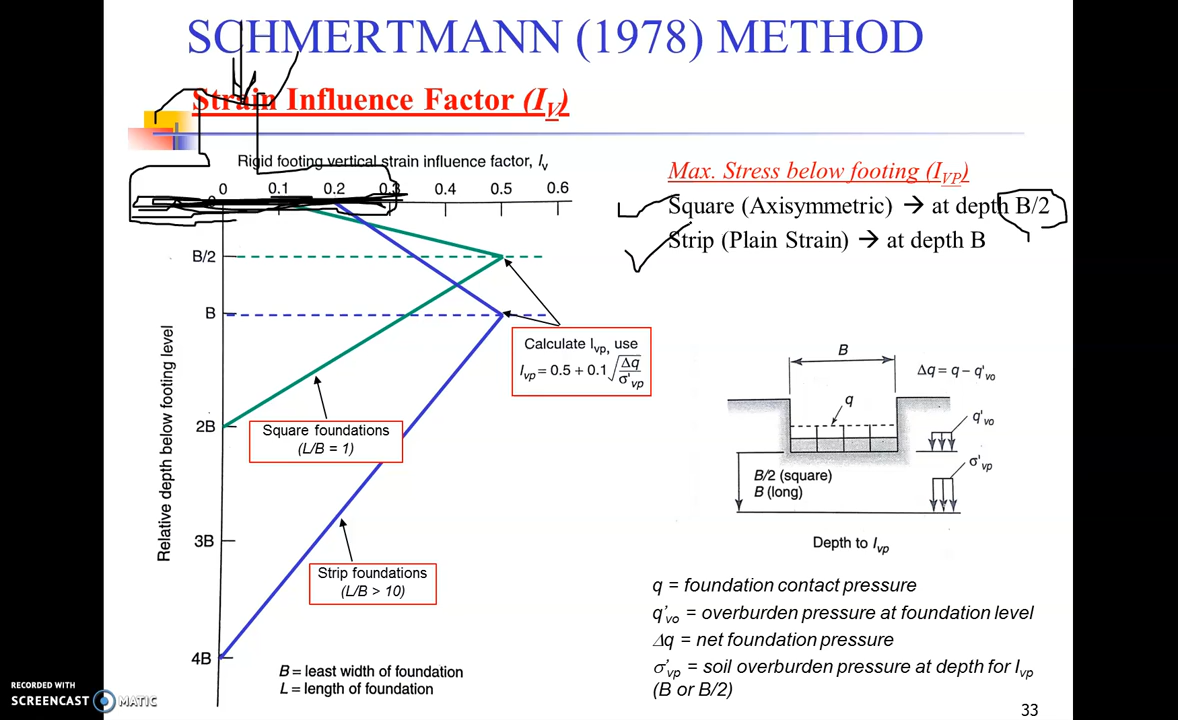 SCHMERTMANN (1978) METHOD
Strain Influence Factor (I_V)
Rigid footing vertical strain influence factor, I_v
0 0.1 0.2 0.3 0.4 0.5 0.6
0
B/2
B
2B
3B
4B
Relative depth below footing level
Calculate I_vp, use
I_vp = 0.5 + 0.1√(Δq/σ'_vp)
Square foundations
(L/B = 1)
Strip foundations
(L/B > 10)
B = least width of foundation
L = length of foundation
Max. Stress below footing (I_VP)
Square (Axisymmetric) → at depth B/2
Strip (Plain Strain) → at depth B
B
Δq = q – q'_vo
q
q'_vo
σ'_vp
B/2 (square)
B (long)
Depth to I_vp
q = foundation contact pressure
q'_vo = overburden pressure at foundation level
Δq = net foundation pressure
σ'_vp = soil overburden pressure at depth for I_vp
(B or B/2)
33
RECORDED WITH
SCREENCAST MATIC